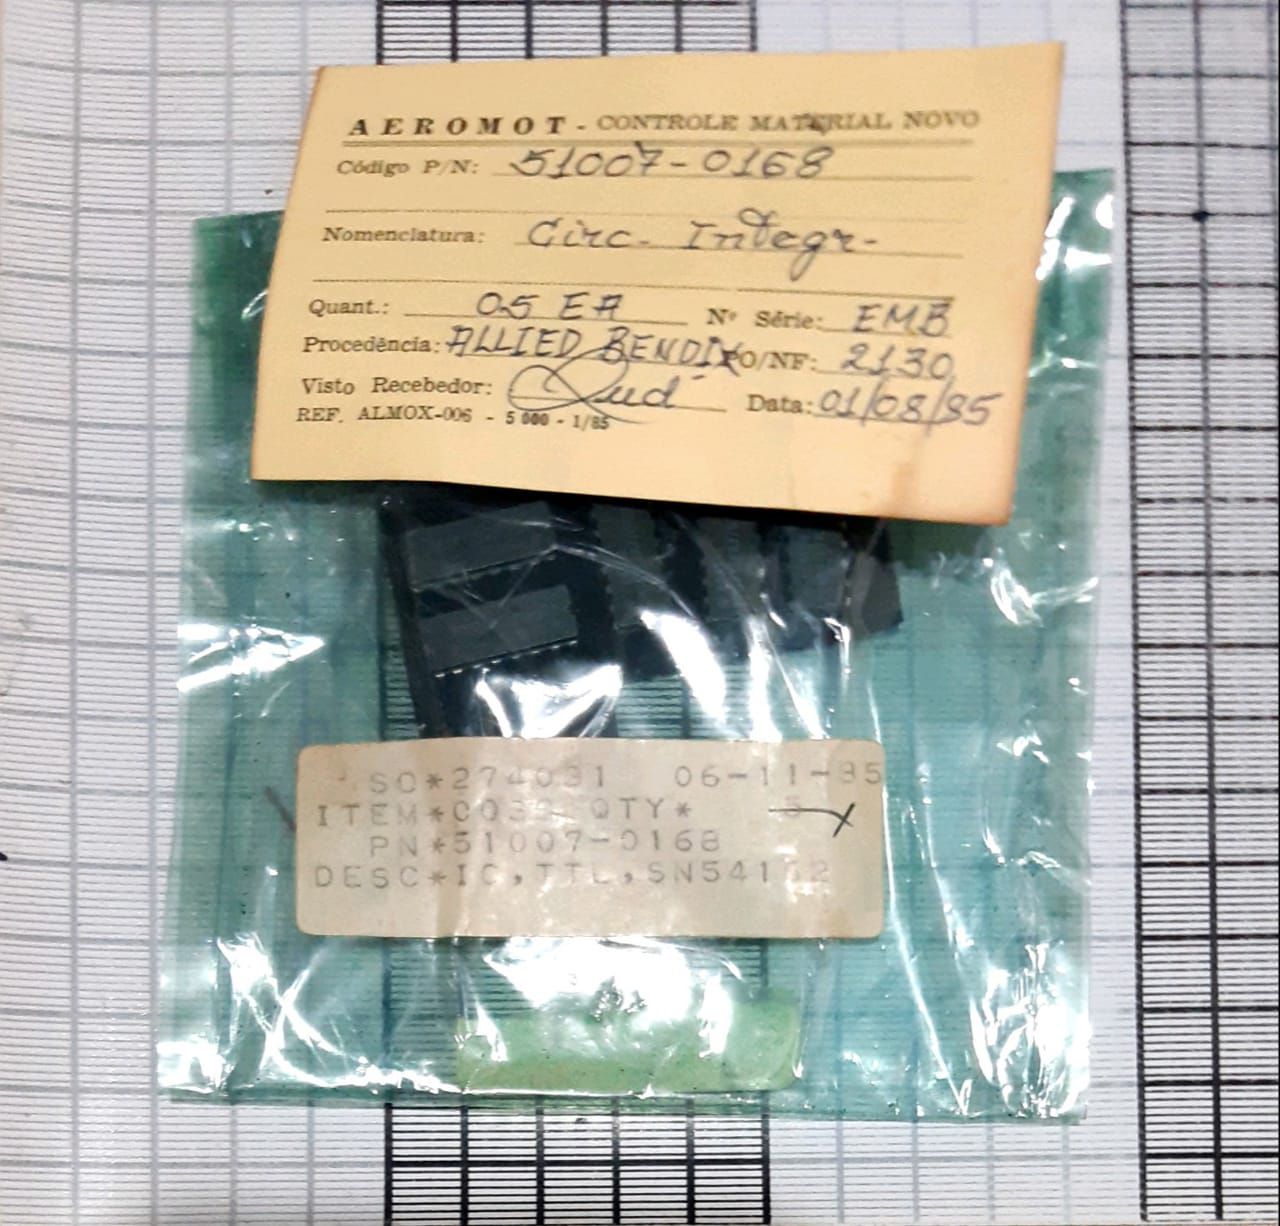 AEROMOT - CONTROLE MATERIAL NOVO
Código P/N: 51007-0168
Nomenclatura: Circ. Integr.
Quant.: 05 EA Nº Série: EMB
Procedência: ALLIED BENDIX PO/NF: 2130
Visto Recebedor: Data: 01/08/85
REF. ALMOX-006 - 5 000 - 1/85
SO*274031 06-11-85
QTY* 5
PN*51007-0168
DESC*IC,TTL,